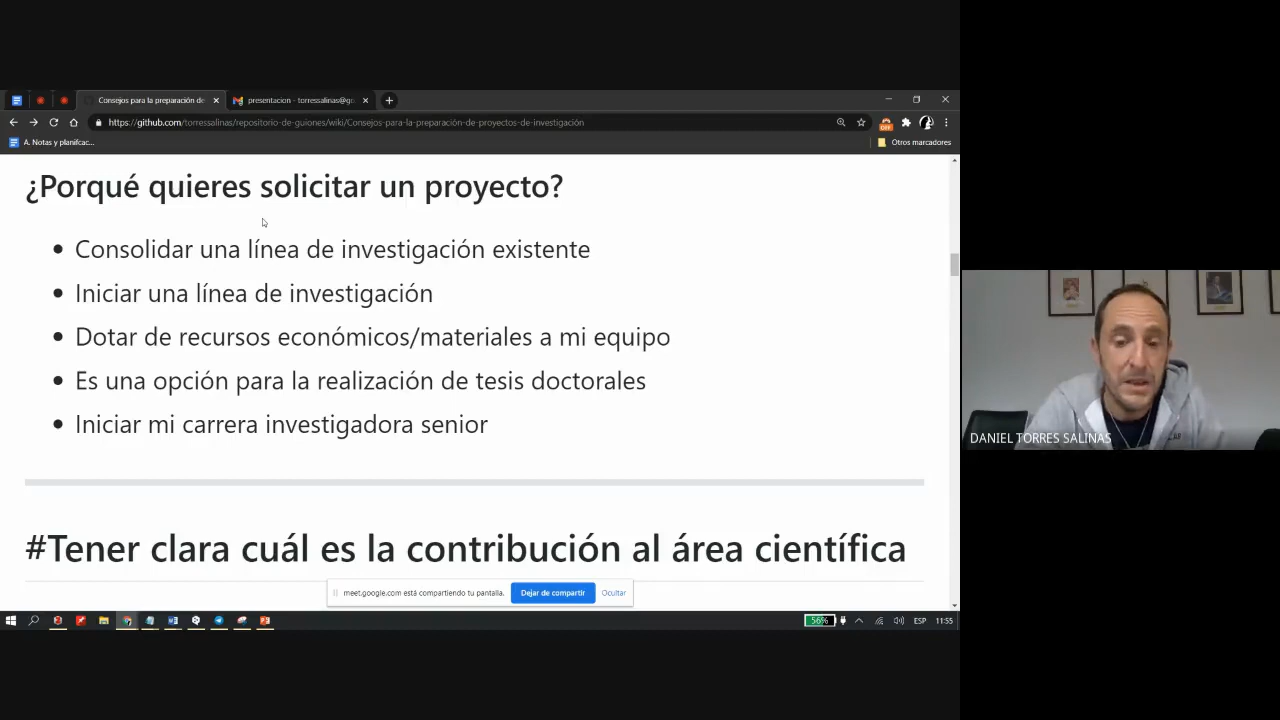 Consejos para la preparación de
presentacion - torressalinas@go
https://github.com/torressalinas/repositorio-de-guiones/wiki/Consejos-para-la-preparación-de-proyectos-de-investigación
OFF
A. Notas y planifcac...
Otros marcadores
¿Porqué quieres solicitar un proyecto?
Consolidar una línea de investigación existente
Iniciar una línea de investigación
Dotar de recursos económicos/materiales a mi equipo
Es una opción para la realización de tesis doctorales
Iniciar mi carrera investigadora senior
#Tener clara cuál es la contribución al área científica
meet.google.com está compartiendo tu pantalla.
Dejar de compartir
Ocultar
56%
ESP
11:55
DANIEL TORRES SALINAS